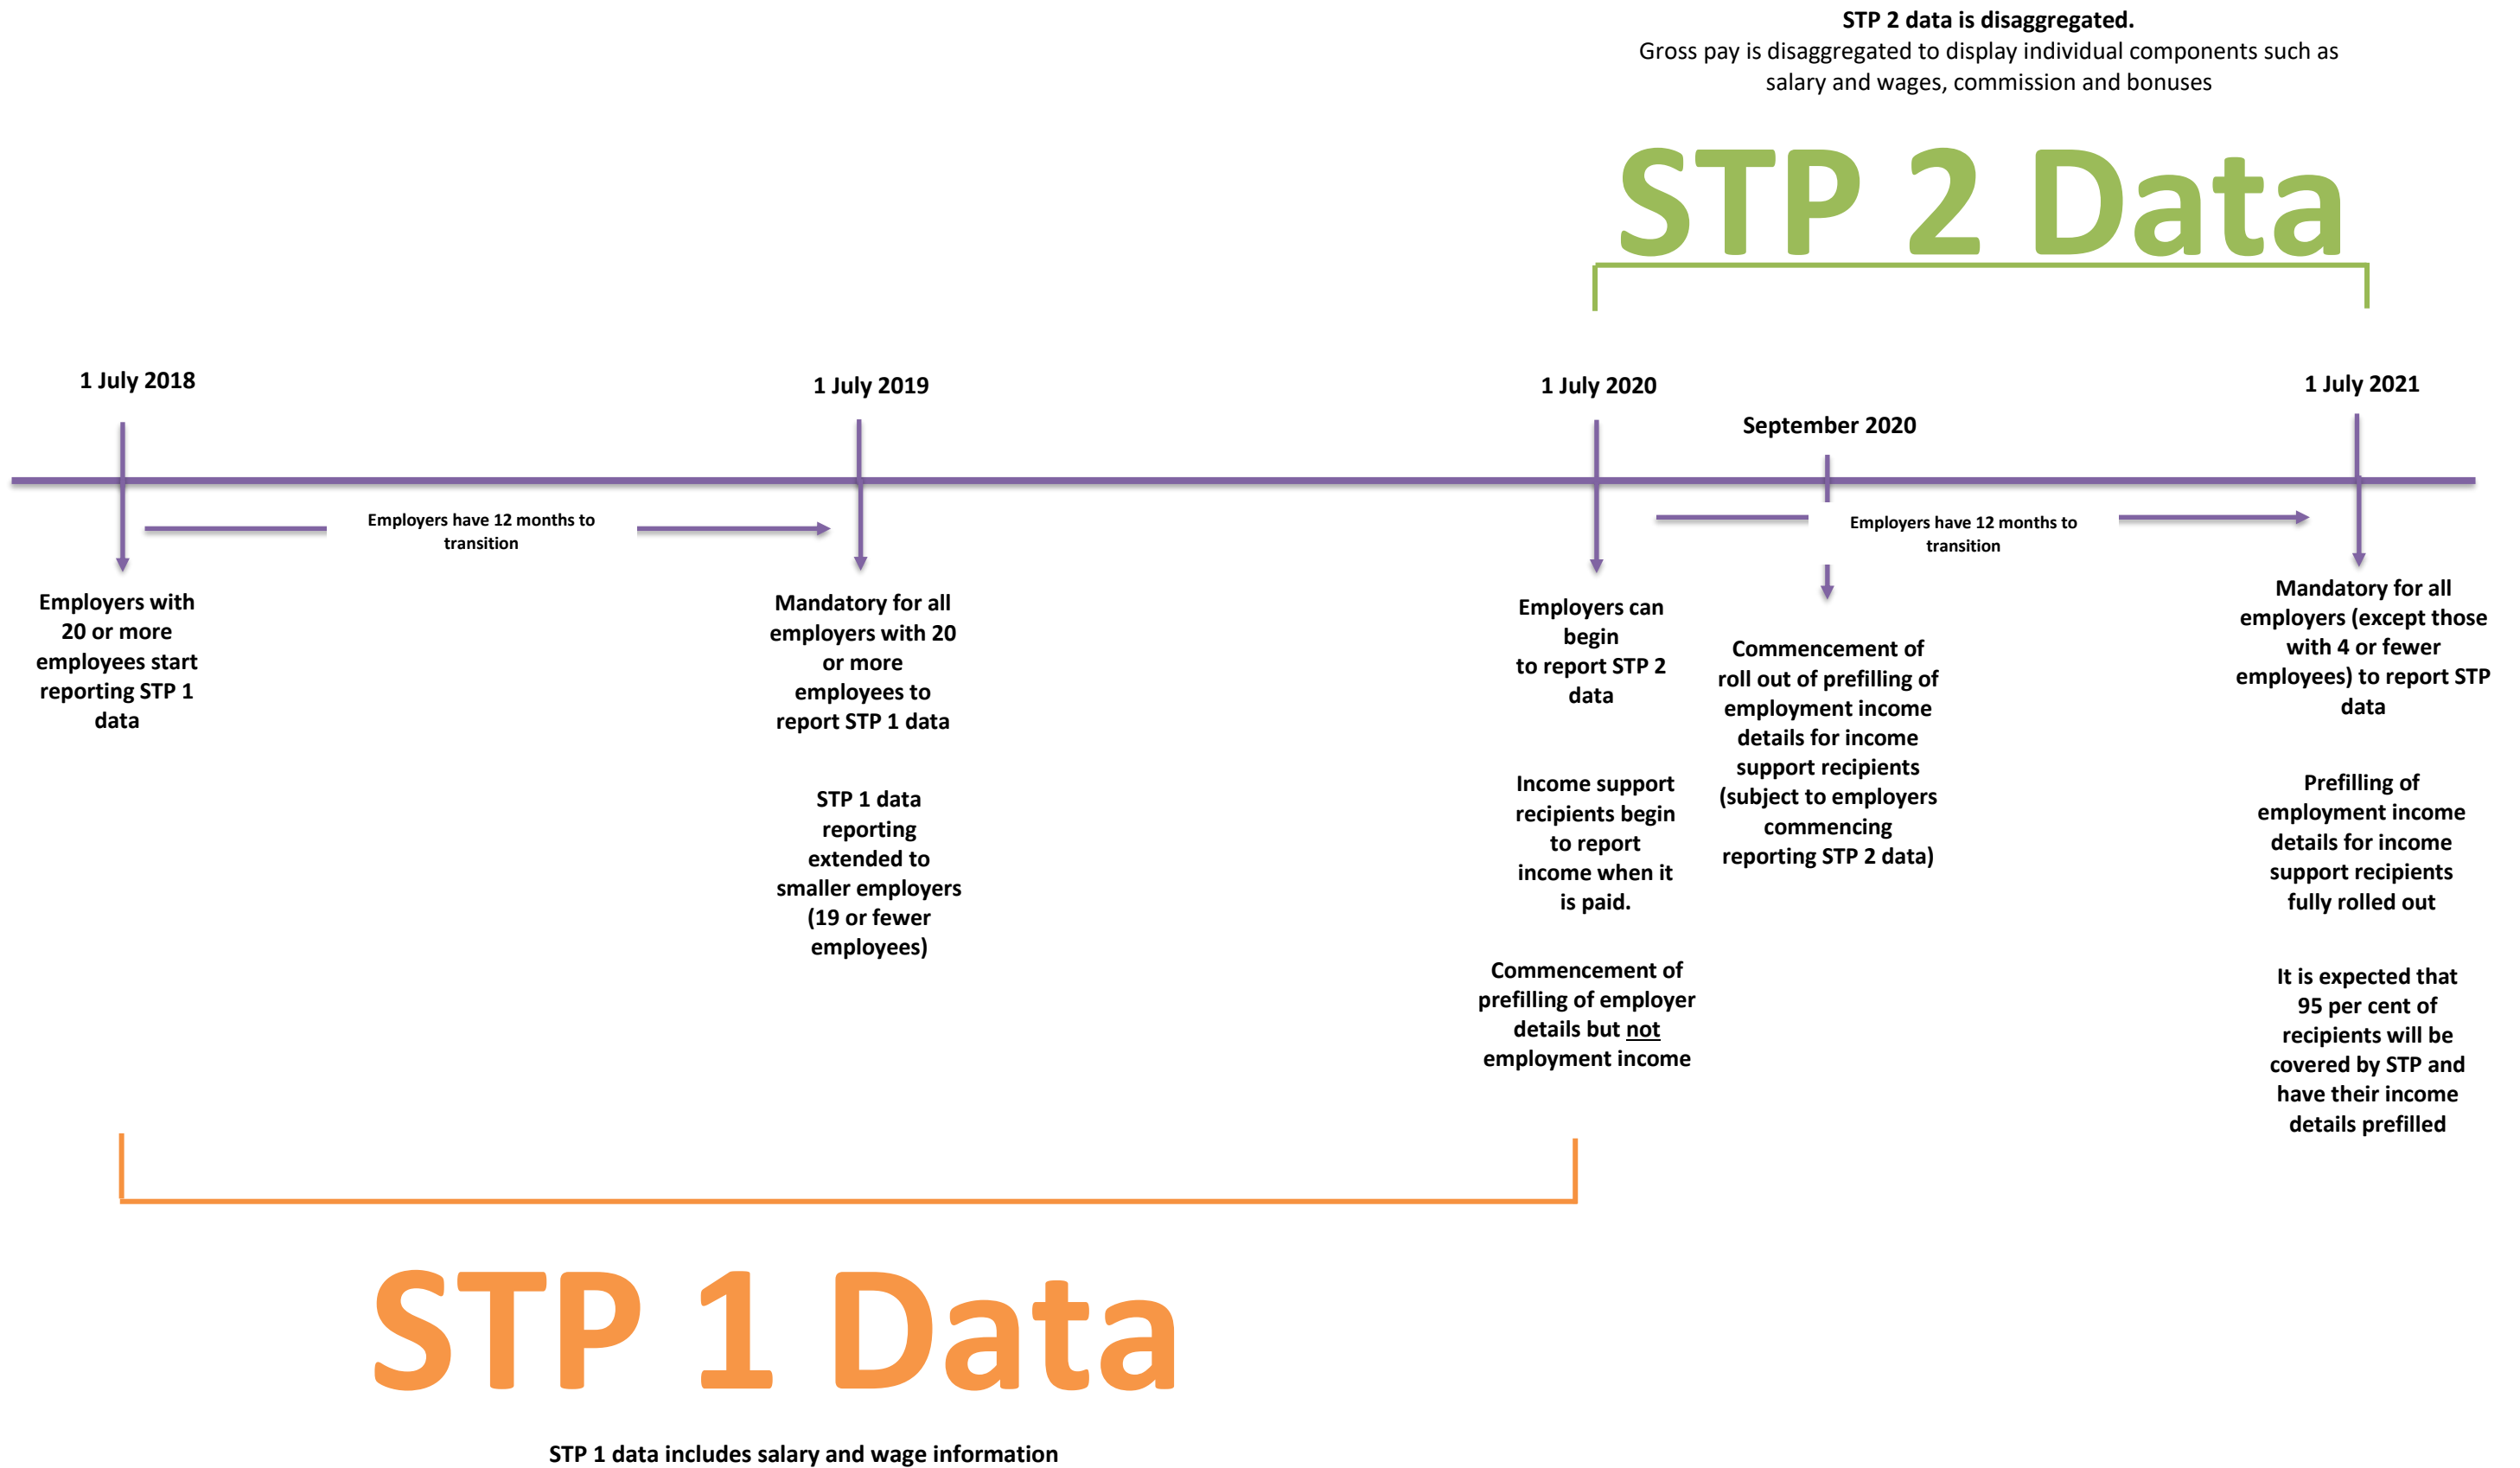 STP 2 data is disaggregated.
Gross pay is disaggregated to display individual components such as
salary and wages, commission and bonuses
STP 2 Data
1 July 2018
1 July 2019
1 July 2020
September 2020
1 July 2021
Employers have 12 months to
transition
Employers have 12 months to
transition
Employers with
20 or more
employees start
reporting STP 1
data
Mandatory for all
employers with 20
or more
employees to
report STP 1 data
STP 1 data
reporting
extended to
smaller employers
(19 or fewer
employees)
Employers can
begin
to report STP 2
data
Income support
recipients begin
to report
income when it
is paid.
Commencement of
prefilling of employer
details but not
employment income
Commencement of
roll out of prefilling of
employment income
details for income
support recipients
(subject to employers
commencing
reporting STP 2 data)
Mandatory for all
employers (except those
with 4 or fewer
employees) to report STP
data
Prefilling of
employment income
details for income
support recipients
fully rolled out
It is expected that
95 per cent of
recipients will be
covered by STP and
have their income
details prefilled
STP 1 Data
STP 1 data includes salary and wage information